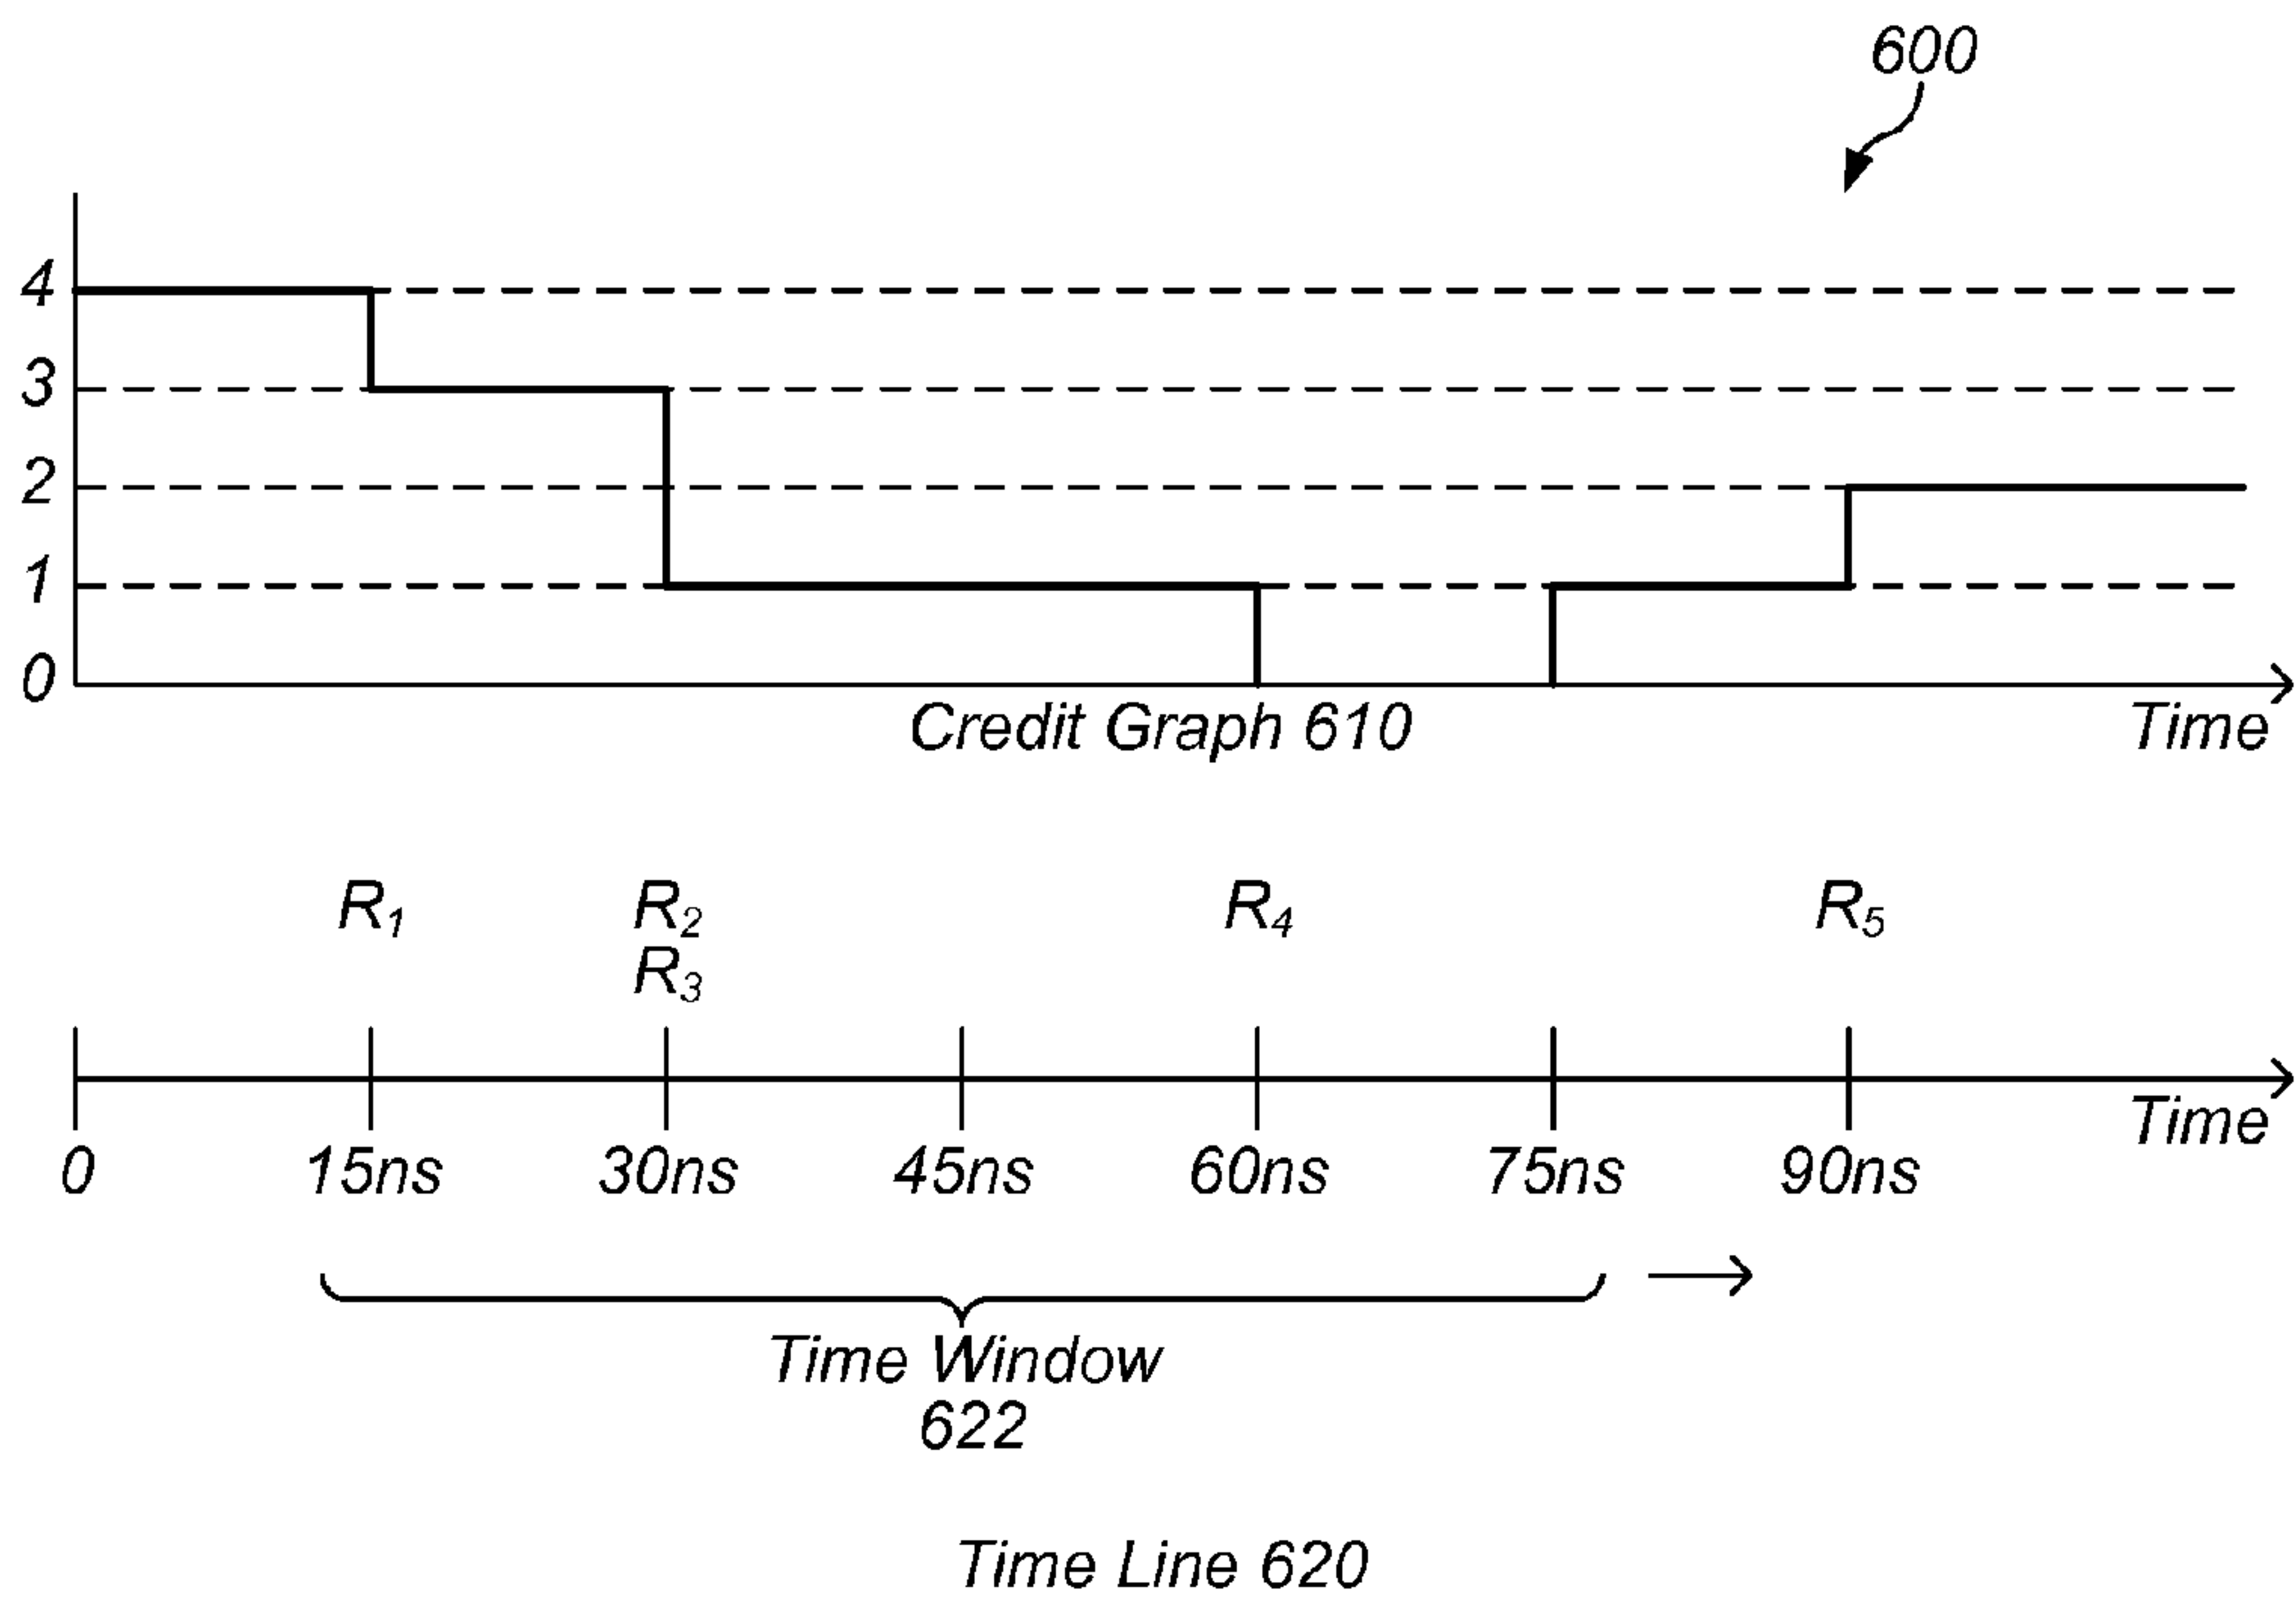 600
4
3
2
1
0
Credit Graph 610
Time
R1 R2 R4 R5
R3
Time
0 15ns 30ns 45ns 60ns 75ns 90ns
Time Window
622
Time Line 620